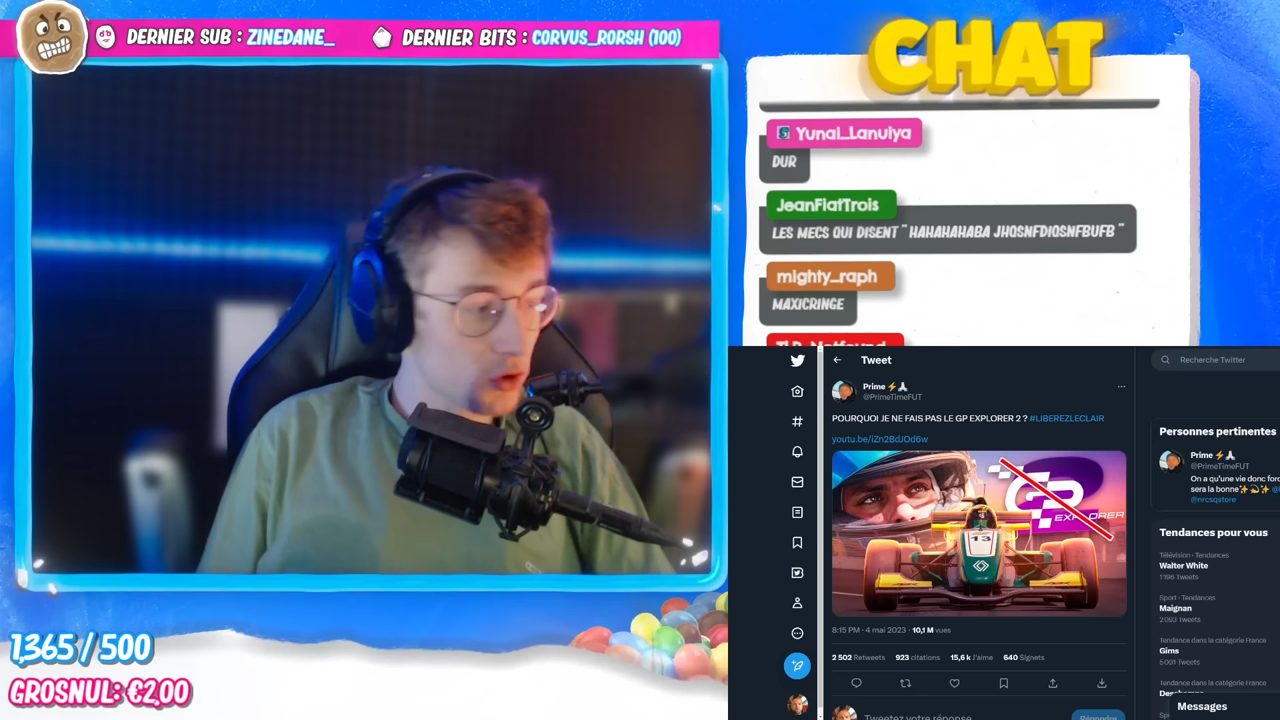 DERNIER SUB : ZINEDANE_
DERNIER BITS : CORVUS_RORSH (100)
CHAT
Yunai_Lanuiya
DUR
JeanFiatTrois
LES MECS QUI DISENT " HAHAHAHABA JHQSNFDIQSNFBUFB "
mighty_raph
MAXICRINGE
Tweet
Recherche Twitter
Prime
@PrimeTimeFUT
POURQUOI JE NE FAIS PAS LE GP EXPLORER 2 ? #LIBEREZLECLAIR
youtu.be/iZn2BdJOd6w
GP
EXPLORER
13
8:15 PM · 4 mai 2023 · 10,1 M vues
2 502 Retweets 923 citations 15,6 k J'aime 640 Signets
Tweetez votre réponse
Répondre
Personnes pertinentes
Prime
@PrimeTimeFUT
On a qu'une vie donc
sera la bonne
@nrcsqstore
Tendances pour vous
Télévision · Tendances
Walter White
1 196 Tweets
Sport · Tendances
Maignan
2 093 Tweets
Tendance dans la catégorie France
Gims
5 091 Tweets
Tendance dans la catégorie France
Messages
1,365 / 500
GROSNUL: €2,00